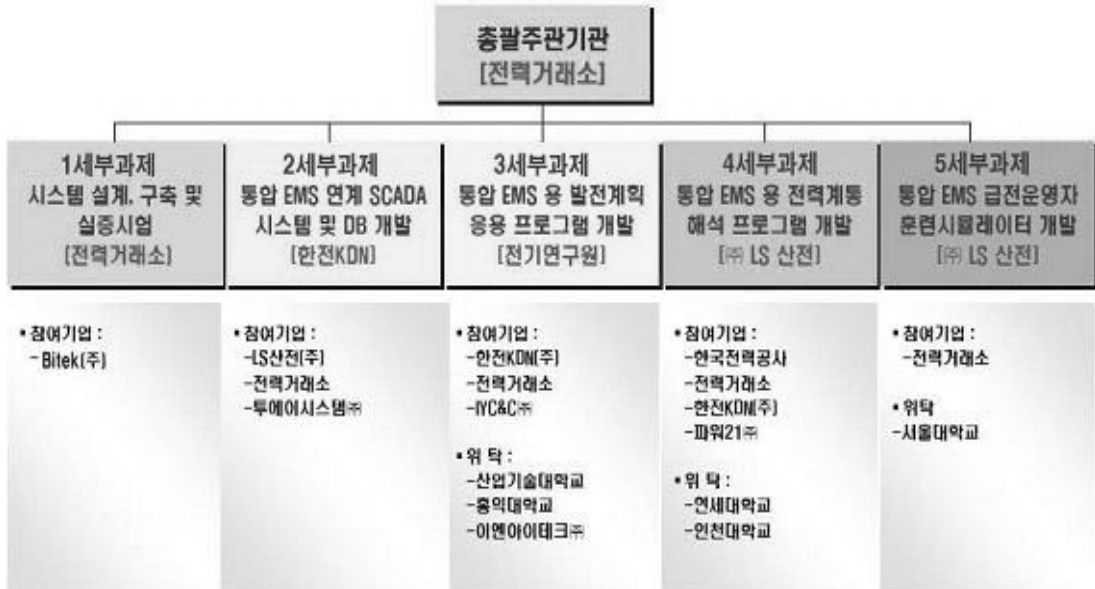 총괄주관기관
[전력거래소]
1세부과제
시스템 설계, 구축 및
실증시업
[전력거래소]
2세부과제
통합 EMS 연계 SCADA
시스템 및 DB 개발
[한전KDN]
3세부과제
통압 EMS 용 발전계획
응용 프로그램 개발
[전기연구원]
4세부과제
통압 EMS 용 전력계통
해석 프로그램 개발
[㈜ LS 산전]
5세부과제
통압 EMS 급전운영자
훈련시뮬레이터 개발
[㈜ LS 산전]
▪ 참여기업 :
- Bitek(주)
▪ 참여기업 :
-LS산전(주)
-전력거래소
-투에이시스템㈜
▪ 참여기업 :
-한전KDN(주)
-전력거래소
-IYC&C㈜
▪ 위 탁 :
-산업기술대학교
-홍익대학교
-이엔아이테크㈜
▪ 참여기업 :
-한국전력공사
-전력거래소
-한전KDN(주)
-파워21㈜
▪ 위 탁 :
-연세대학교
-인천대학교
▪ 참여기업 :
-전력거래소
▪ 위탁
-서울대학교